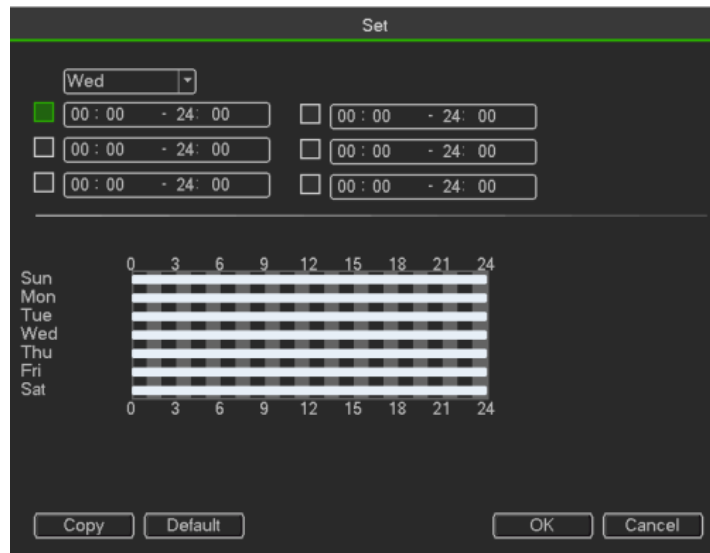 Set
Wed
00 : 00 - 24 : 00 00 : 00 - 24 : 00
00 : 00 - 24 : 00 00 : 00 - 24 : 00
00 : 00 - 24 : 00 00 : 00 - 24 : 00
0 3 6 9 12 15 18 21 24
Sun
Mon
Tue
Wed
Thu
Fri
Sat
0 3 6 9 12 15 18 21 24
Copy Default OK Cancel